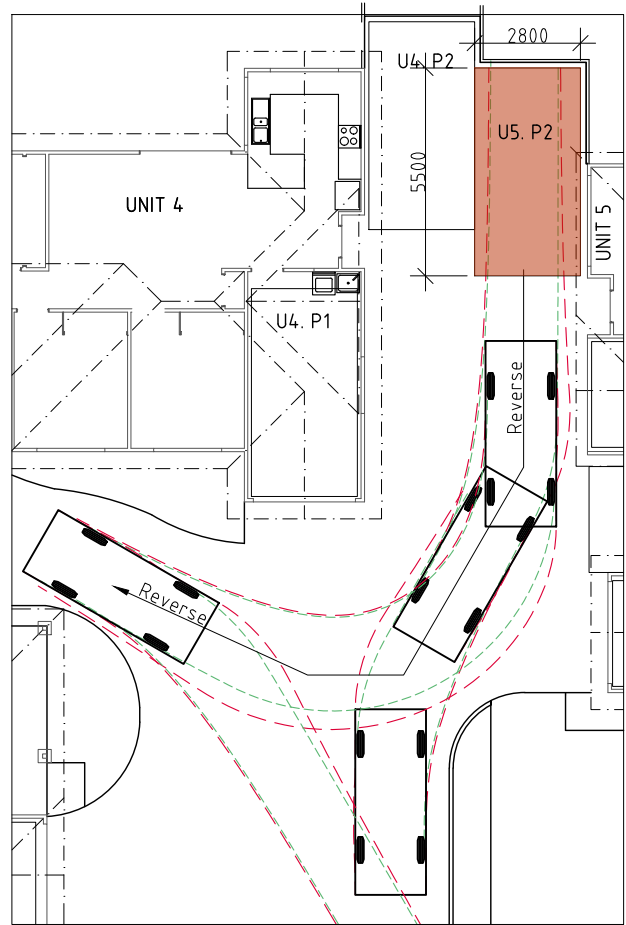 2800
U4. P2
U5. P2
5500
UNIT 4
UNIT 5
U4. P1
Reverse
Reverse